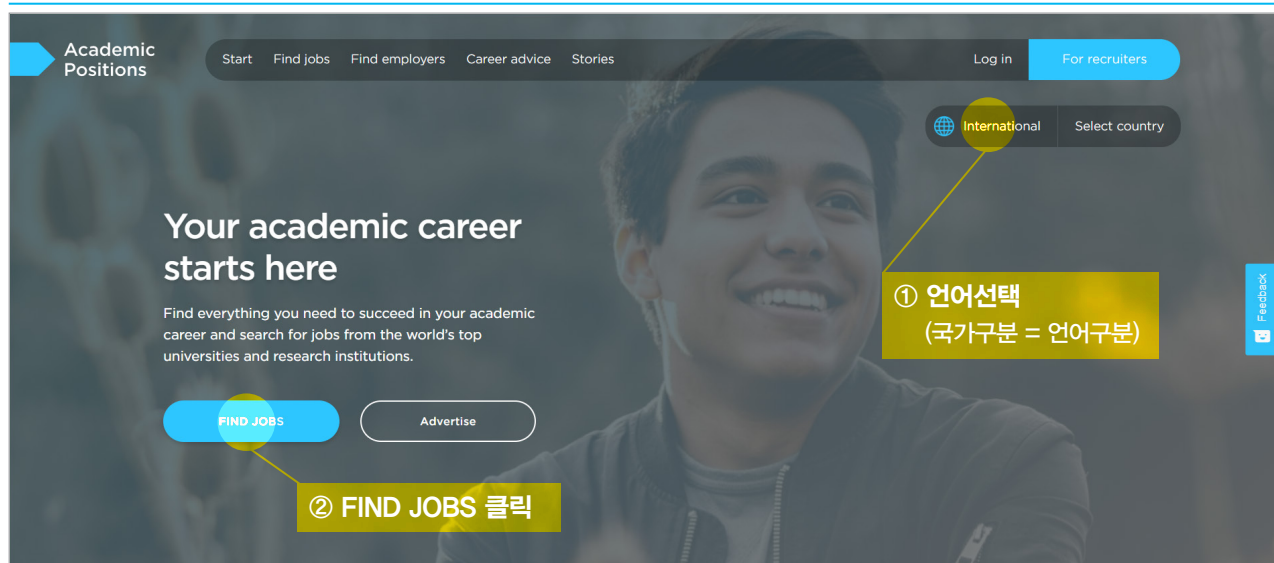 Academic
Positions
Start Find jobs Find employers Career advice Stories
Log in
For recruiters
International
Select country
Your academic career
starts here
Find everything you need to succeed in your academic
career and search for jobs from the world's top
universities and research institutions.
① 언어선택
(국가구분 = 언어구분)
Feedback
FIND JOBS
Advertise
② FIND JOBS 클릭